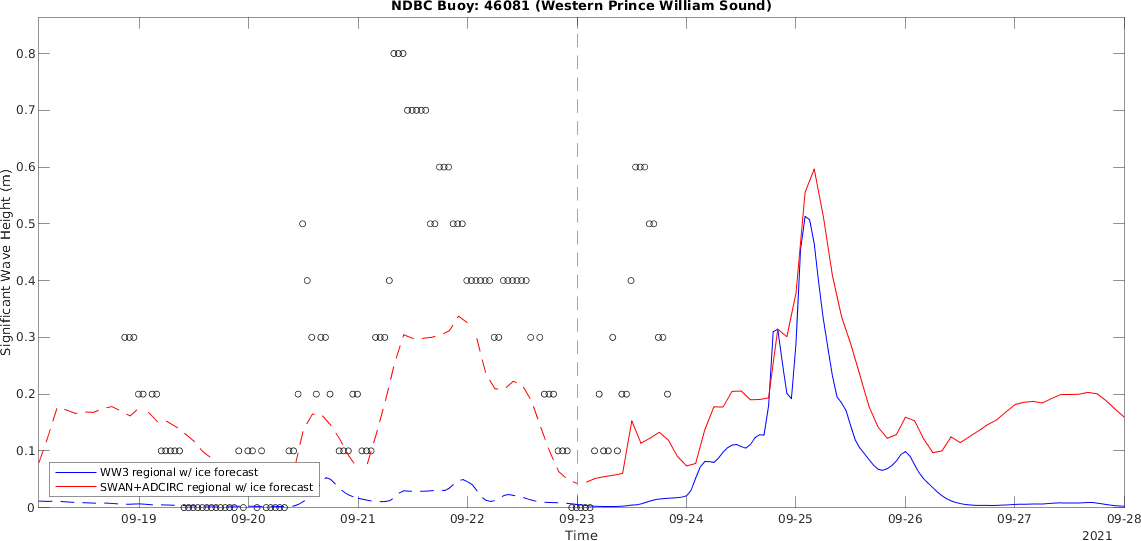 NDBC Buoy: 46081 (Western Prince William Sound)
Significant Wave Height (m)
0.8
0.7
0.6
0.5
0.4
0.3
0.2
0.1
0
WW3 regional w/ ice forecast
SWAN+ADCIRC regional w/ ice forecast
09-19 09-20 09-21 09-22 09-23 09-24 09-25 09-26 09-27 09-28
Time
2021